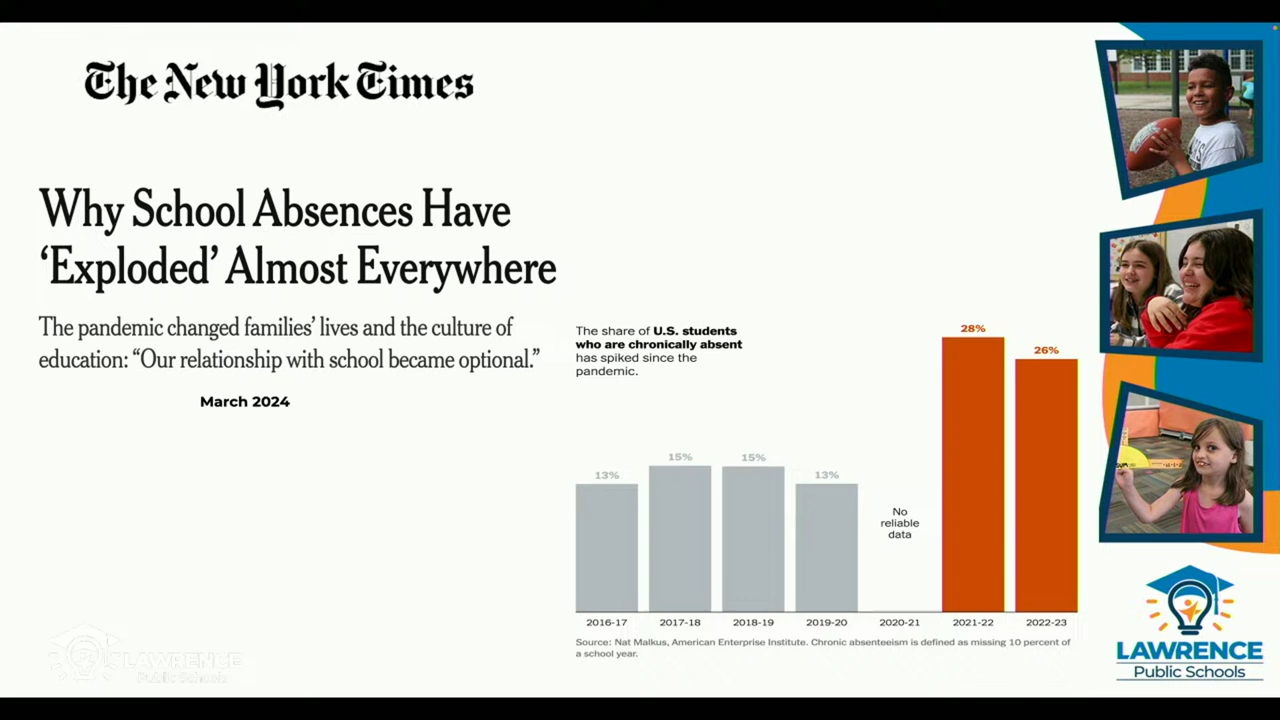 The New York Times
Why School Absences Have
‘Exploded’ Almost Everywhere
The pandemic changed families’ lives and the culture of
education: “Our relationship with school became optional.”
March 2024
The share of U.S. students
who are chronically absent
has spiked since the
pandemic.
13%
15%
15%
13%
No
reliable
data
28%
26%
2016-17
2017-18
2018-19
2019-20
2020-21
2021-22
2022-23
Source: Nat Malkus, American Enterprise Institute. Chronic absenteeism is defined as missing 10 percent of
a school year.
LAWRENCE
Public Schools
LAWRENCE
Public Schools